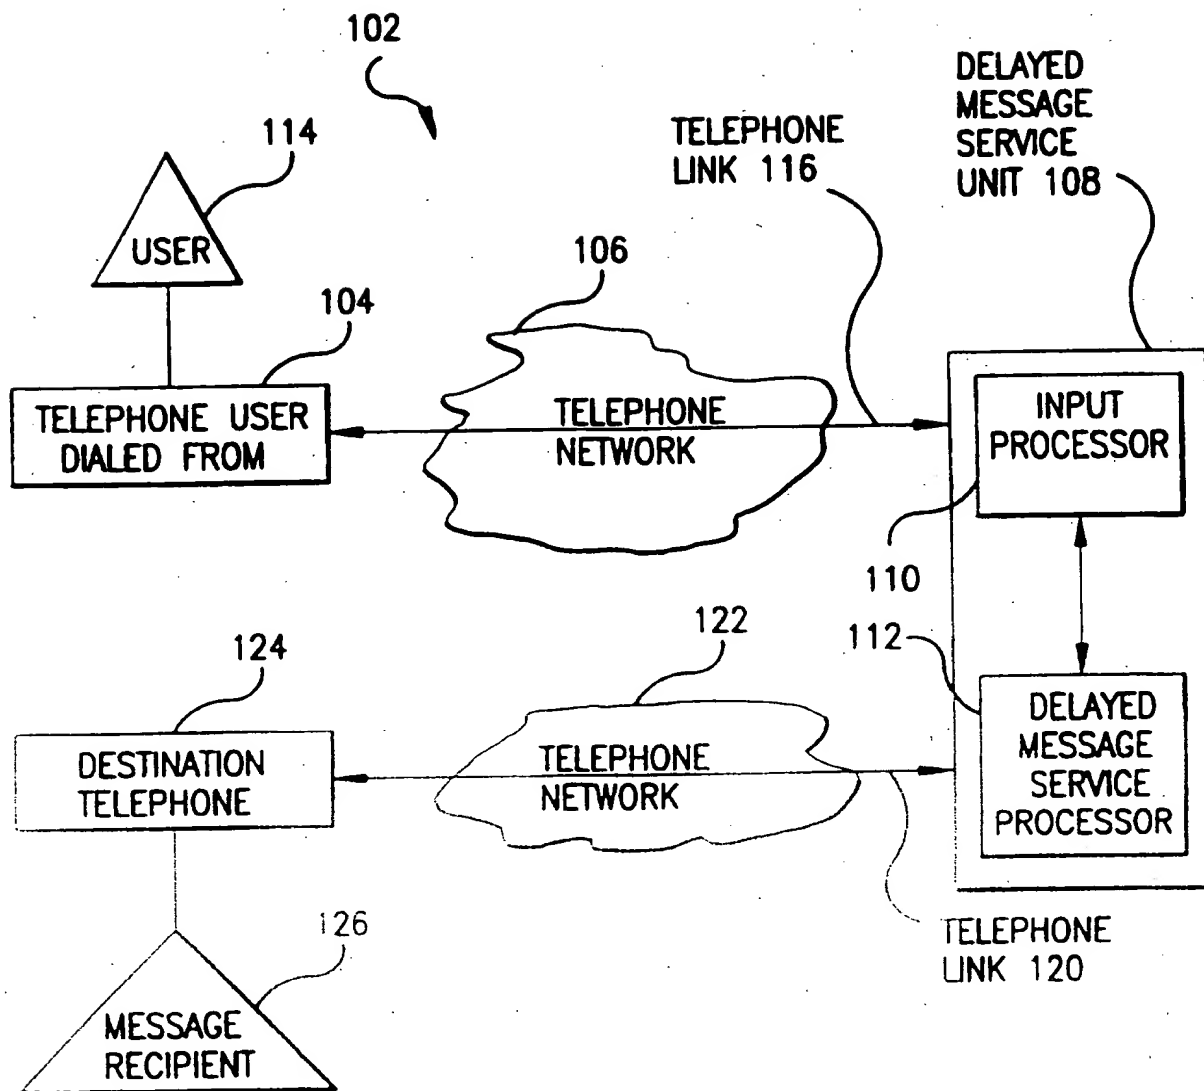 102
114
USER
104
TELEPHONE USER
DIALED FROM
106
TELEPHONE
NETWORK
TELEPHONE
LINK 116
DELAYED
MESSAGE
SERVICE
UNIT 108
INPUT
PROCESSOR
110
112
DELAYED
MESSAGE
SERVICE
PROCESSOR
122
TELEPHONE
NETWORK
124
DESTINATION
TELEPHONE
TELEPHONE
LINK 120
126
MESSAGE
RECIPIENT